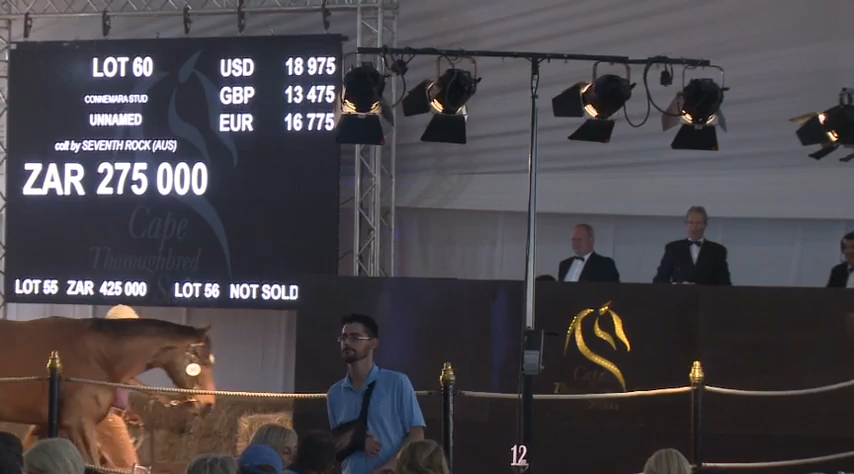 LOT 60
CONNEMARA STUD
UNNAMED
colt by SEVENTH ROCK (AUS)
ZAR 275 000
USD 18 975
GBP 13 475
EUR 16 775
Cape
Thoroughbred
LOT 55 ZAR 425 000 LOT 56 NOT SOLD
Cape
12